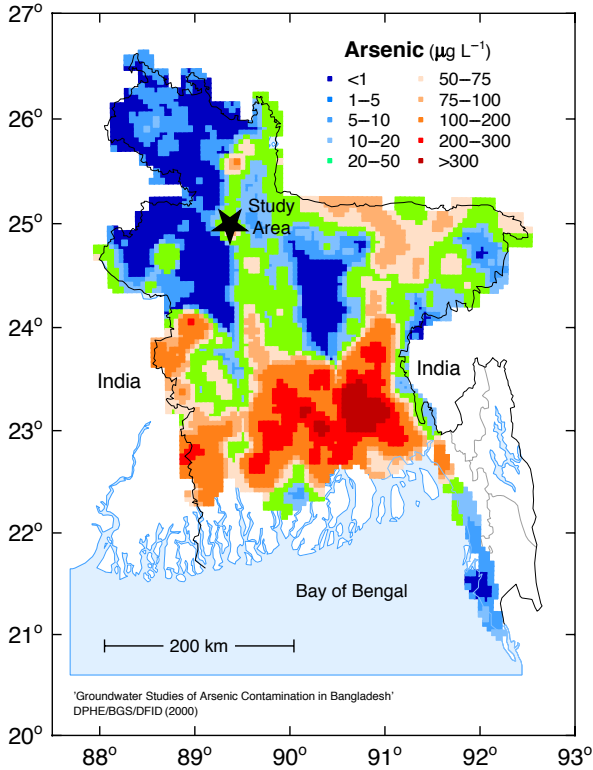 27°
26°
25°
24°
23°
22°
21°
20°
88°
89°
90°
91°
92°
93°
Arsenic (µg L⁻¹)
<1
1–5
5–10
10–20
20–50
50–75
75–100
100–200
200–300
>300
Study
Area
India
India
Bay of Bengal
200 km
'Groundwater Studies of Arsenic Contamination in Bangladesh'
DPHE/BGS/DFID (2000)